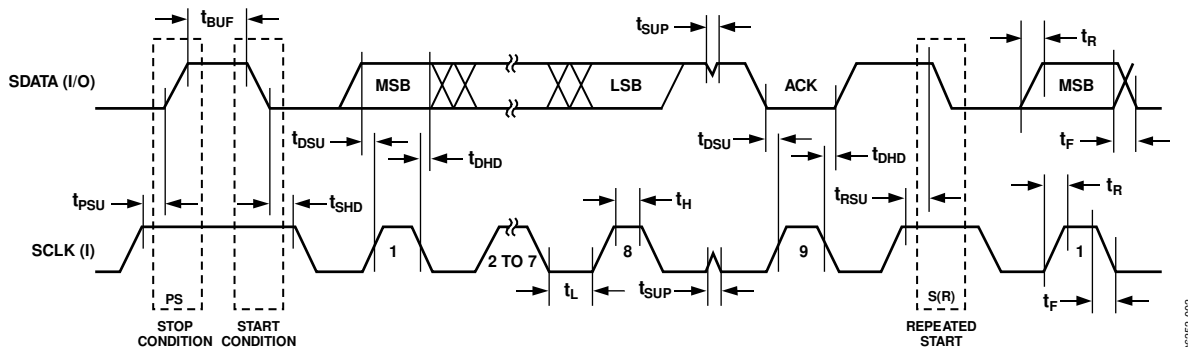 tBUF
tSUP
tR
SDATA (I/O)
MSB
LSB
ACK
MSB
tDSU
tDHD
tDSU
tDHD
tF
tPSU
tSHD
tH
tRSU
tR
SCLK (I)
1
2 TO 7
8
9
1
PS
tL
tSUP
S(R)
tF
STOP
CONDITION
START
CONDITION
REPEATED
START